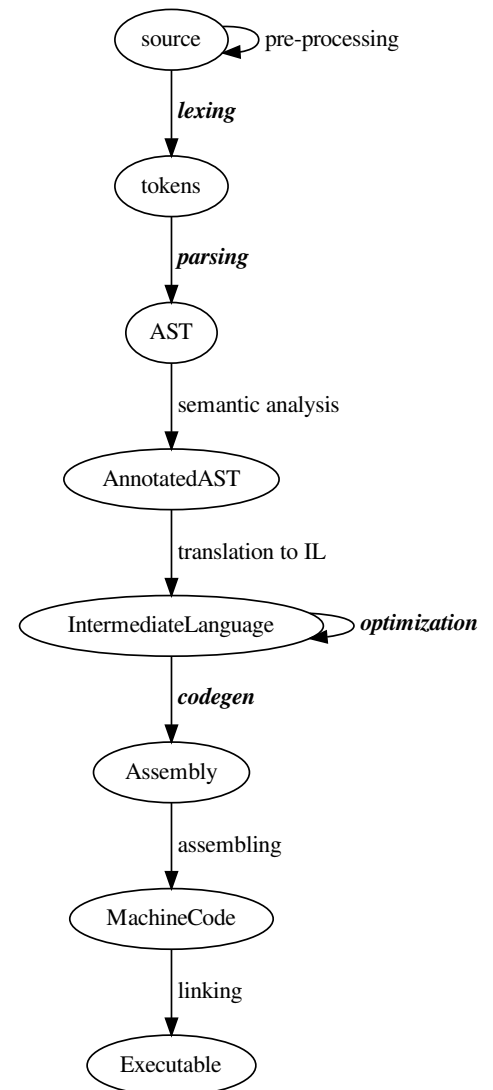 source
pre-processing
lexing
tokens
parsing
AST
semantic analysis
AnnotatedAST
translation to IL
IntermediateLanguage
optimization
codegen
Assembly
assembling
MachineCode
linking
Executable